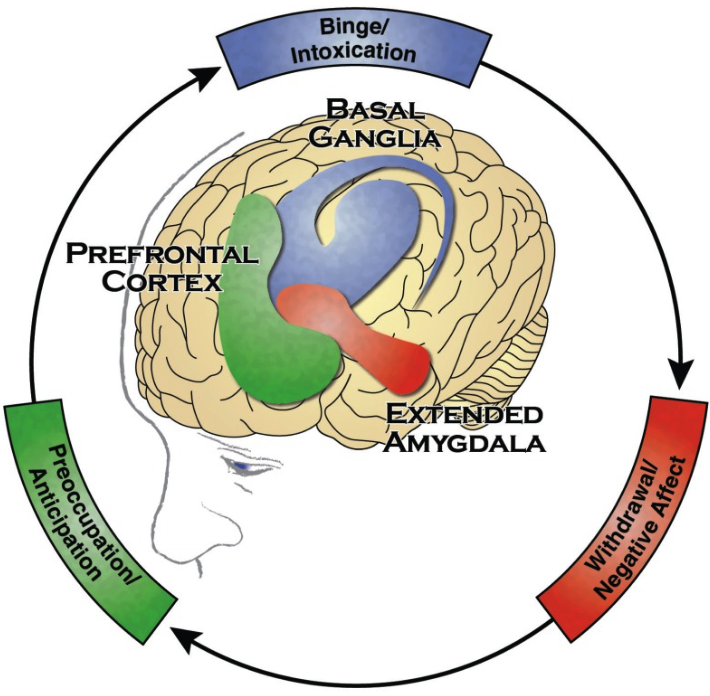 Binge/
Intoxication
BASAL
GANGLIA
PREFRONTAL
CORTEX
EXTENDED
AMYGDALA
Withdrawal/
Negative Affect
Preoccupation/
Anticipation